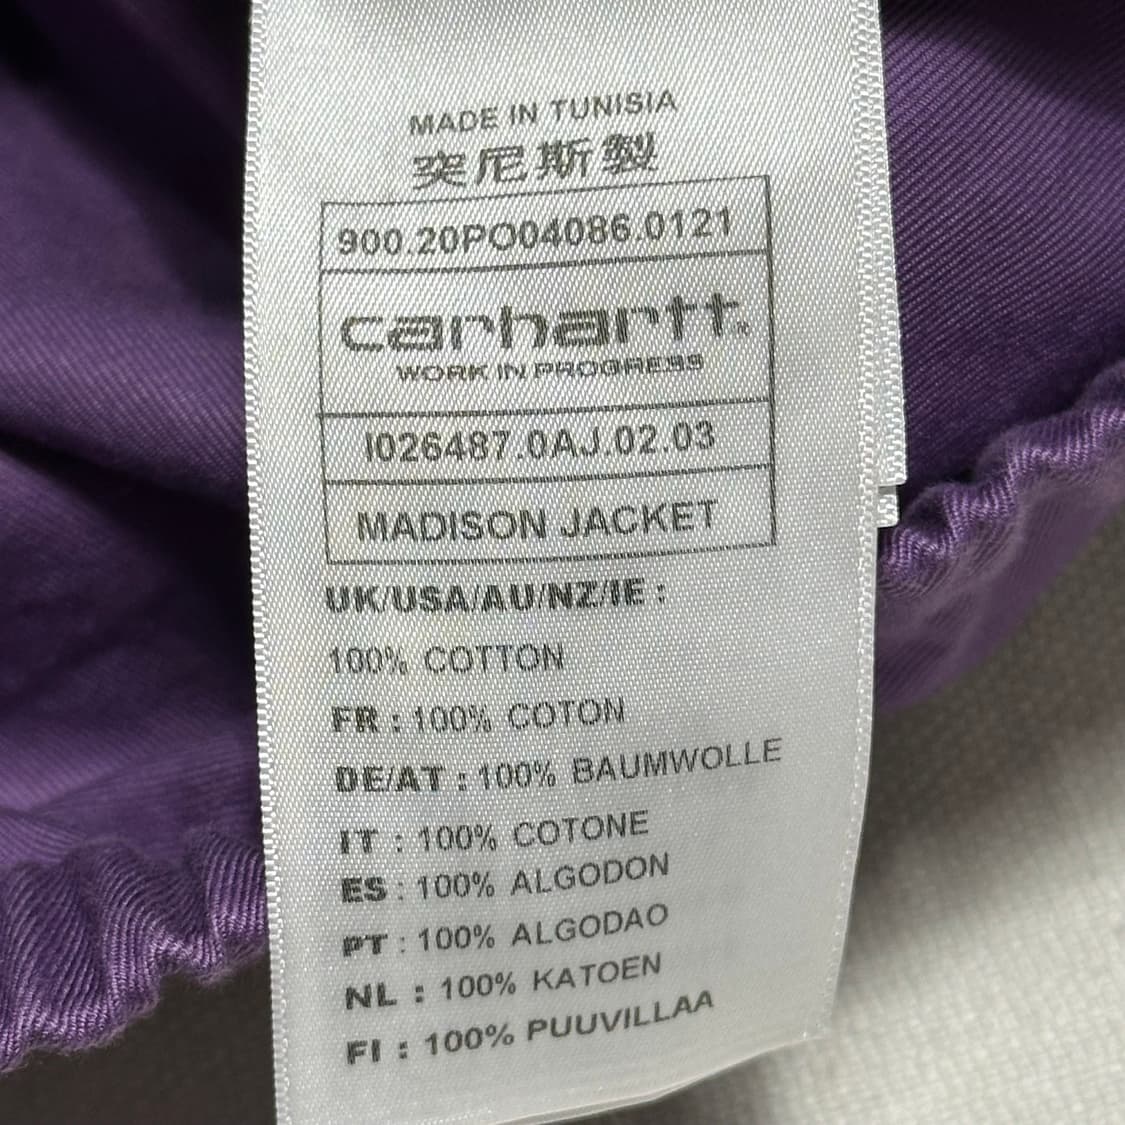 MADE IN TUNISIA
突尼斯製
900.20PO04086.0121
carhartt.
WORK IN PROGRESS
I026487.0AJ.02.03
MADISON JACKET
UK/USA/AU/NZ/IE :
100% COTTON
FR : 100% COTON
DE/AT : 100% BAUMWOLLE
IT : 100% COTONE
ES : 100% ALGODON
PT : 100% ALGODAO
NL : 100% KATOEN
FI : 100% PUUVILLAA